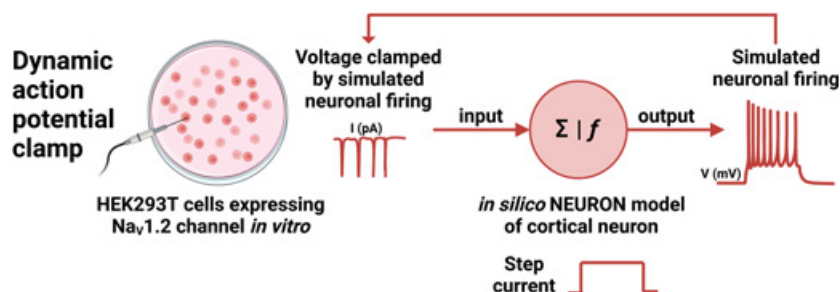 Dynamic
action
potential
clamp
HEK293T cells expressing
Naᵥ1.2 channel in vitro
Voltage clamped
by simulated
neuronal firing
I (pA)
input
Σ | f
output
in silico NEURON model
of cortical neuron
Step
current
Simulated
neuronal firing
V (mV)